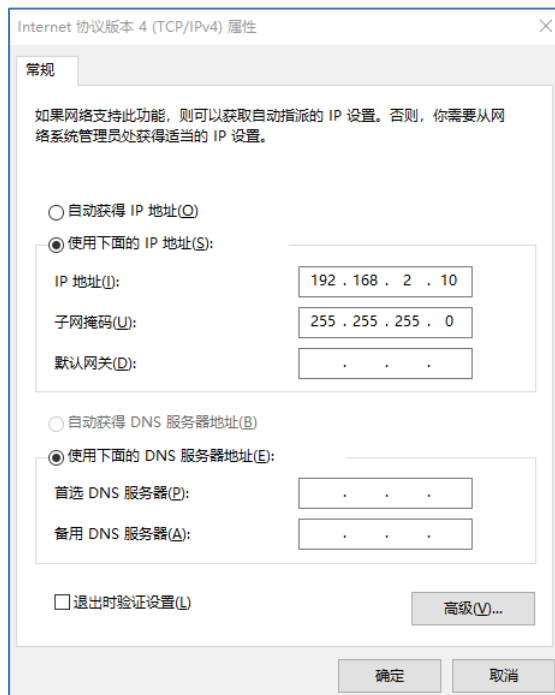 Internet 协议版本 4 (TCP/IPv4) 属性
常规
如果网络支持此功能，则可以获取自动指派的 IP 设置。否则，你需要从网
络系统管理员处获得适当的 IP 设置。
自动获得 IP 地址(O)
使用下面的 IP 地址(S):
IP 地址(I): 192 . 168 . 2 . 10
子网掩码(U): 255 . 255 . 255 . 0
默认网关(D): . . .
自动获得 DNS 服务器地址(B)
使用下面的 DNS 服务器地址(E):
首选 DNS 服务器(P): . . .
备用 DNS 服务器(A): . . .
退出时验证设置(L)
高级(V)...
确定 取消